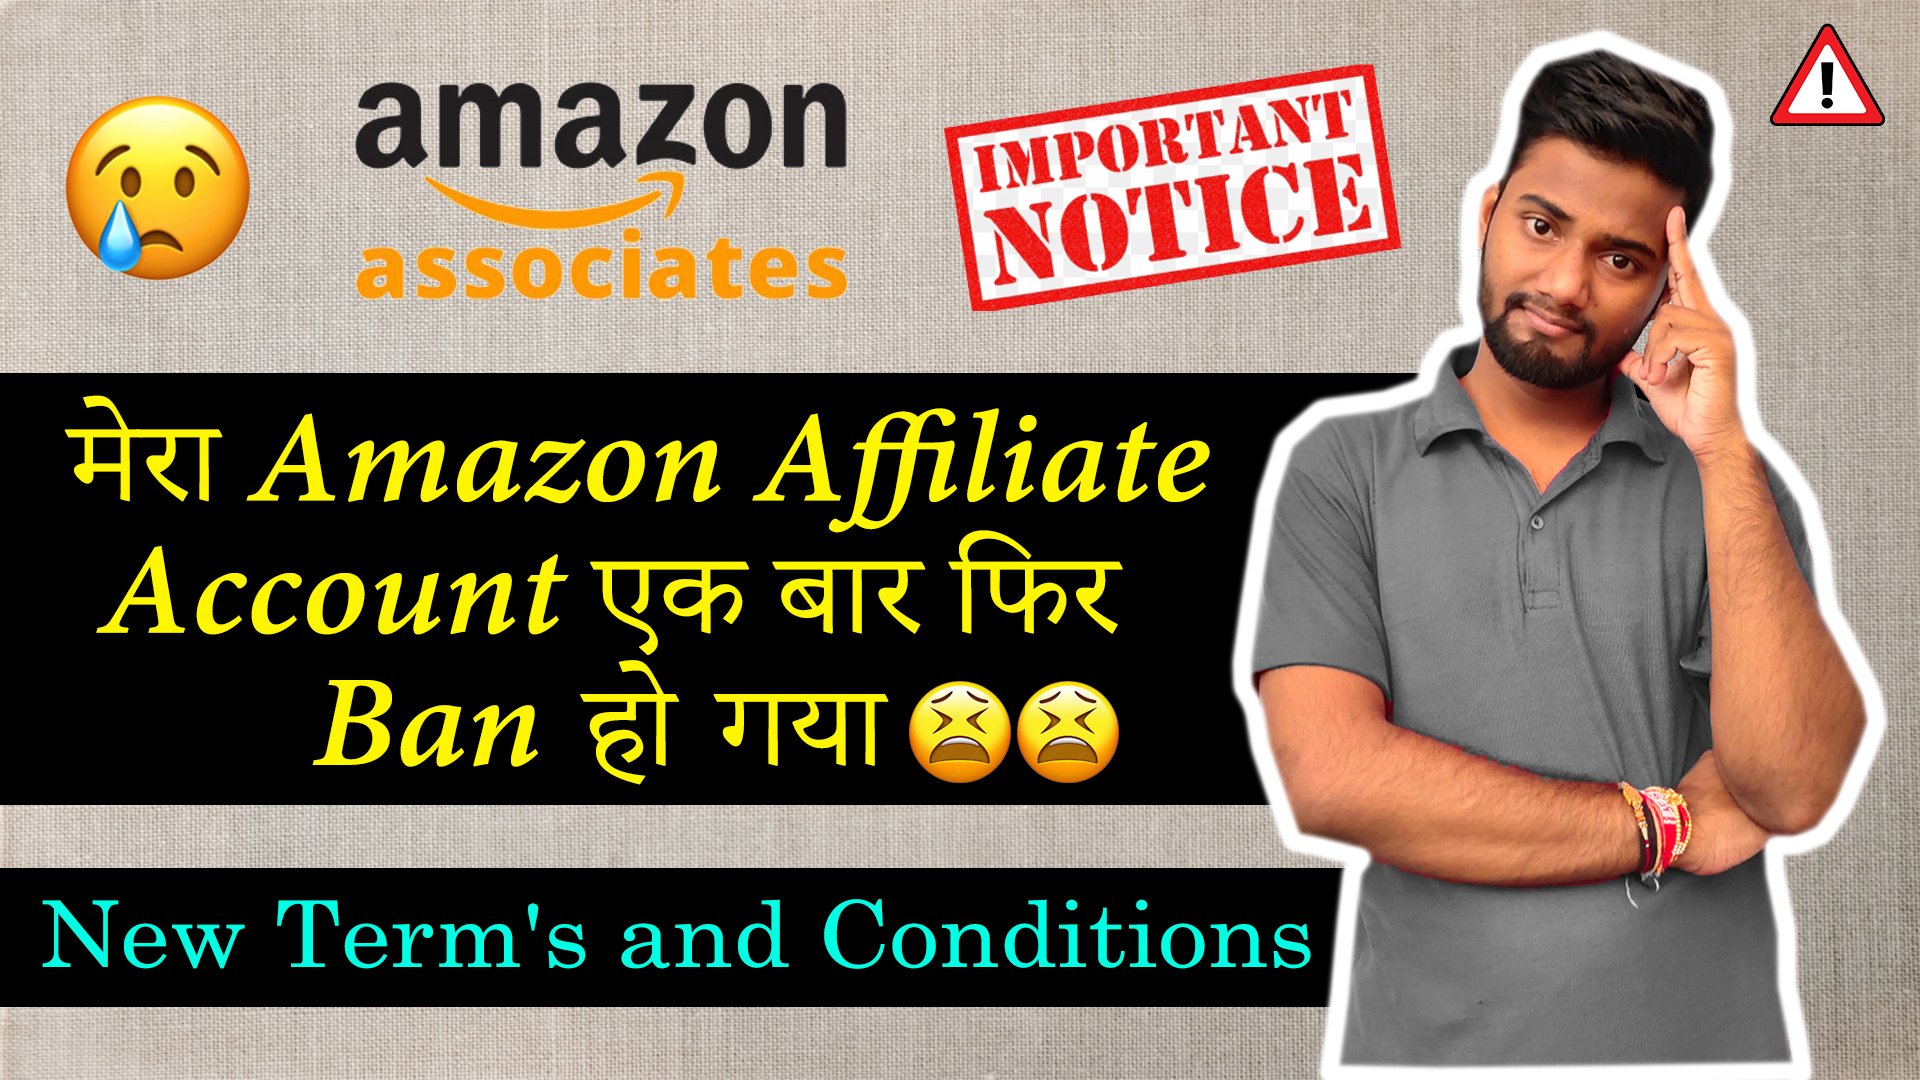 amazon
associates
IMPORTANT
NOTICE
मेरा Amazon Affiliate
Account एक बार फिर
Ban हो गया
New Term's and Conditions